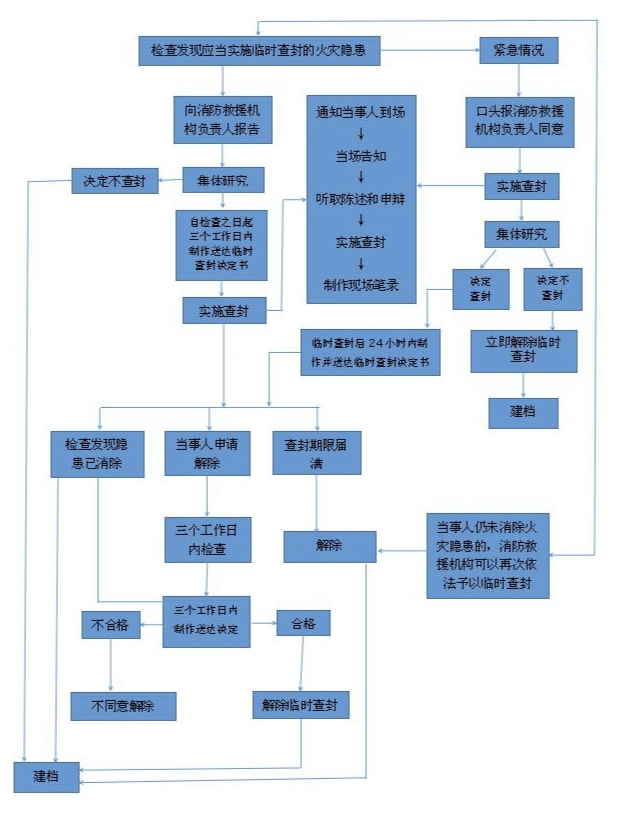 检查发现应当实施临时查封的火灾隐患
紧急情况
向消防救援机
构负责人报告
通知当事人到场
↓
当场告知
↓
听取陈述和申辩
↓
实施查封
↓
制作现场笔录
口头报消防救援
机构负责人同意
决定不查封
集体研究.
实施查封
自检查之日起
三个工作日内
制作送达临时
查封决定书
集体研究
决定
查封
决定不
查封
实施查封
临时查封后24小时内制
作并送达临时查封决定书
立即解除临时
查封
建档
检查发现隐
患已消除
当事人申请
解除
查封期限届
满
三个工作日
内检查
解除
当事人仍未消除火
灾隐患的，消防救
援机构可以再次依
法予以临时查封
三个工作日内
制作送达决定
不合格
合格
不同意解除
解除临时查封
建档